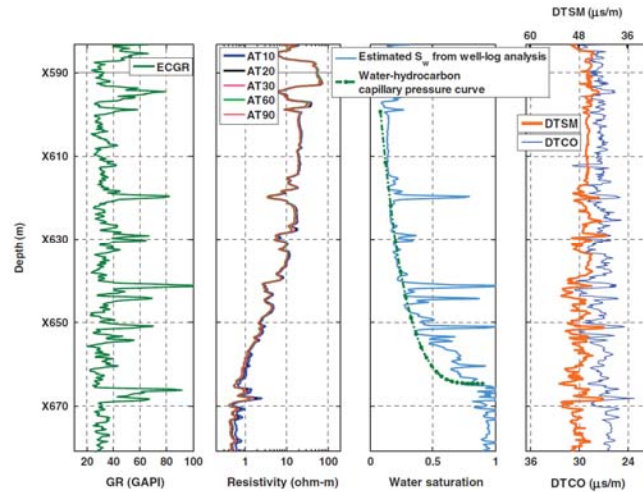 DTSM (μs/m)
60 48 36
ECGR
AT10
AT20
AT30
AT60
AT90
Estimated Sw from well-log analysis
Water-hydrocarbon
capillary pressure curve
DTSM
DTCO
X590
X610
X630
X650
X670
Depth (m)
20 40 60 80 100
GR (GAPI)
1 10 100
Resistivity (ohm-m)
0 0.5 1
Water saturation
36 30 24
DTCO (μs/m)